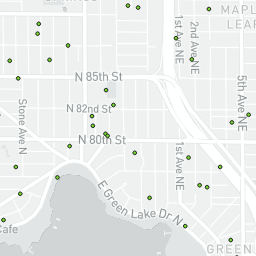 MAPL
LEAF
1st Ave NE
2nd Ave NE
N 85th St
5th Ave NE
Stone Ave N
N 82nd St
N 80th St
1st Ave NE
E Green Lake Dr N
Cafe
GREEN